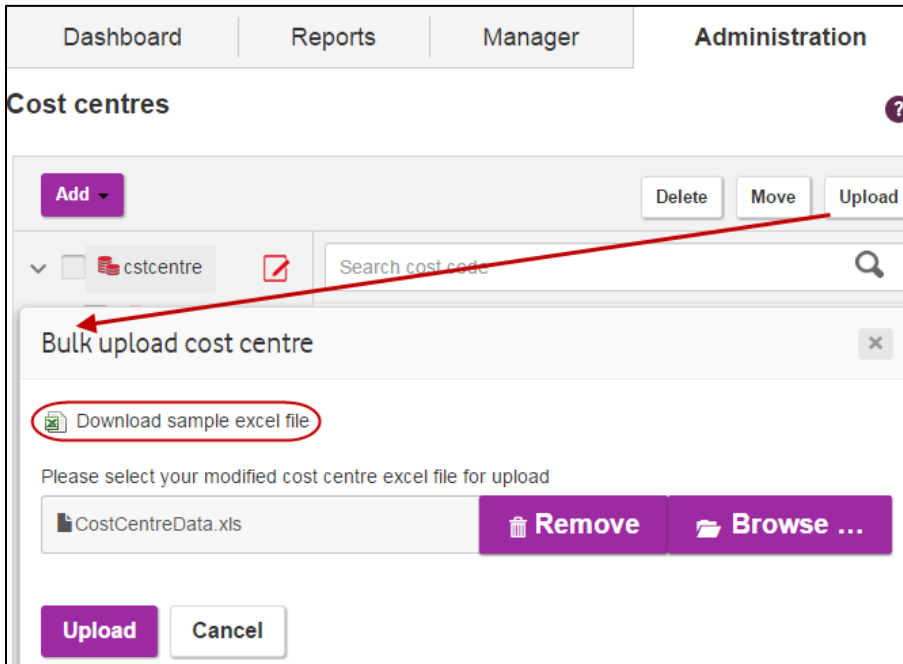 Dashboard Reports Manager Administration
Cost centres ?
Add Delete Move Upload
cstcentre Search cost code
Bulk upload cost centre ×
Download sample excel file
Please select your modified cost centre excel file for upload
CostCentreData.xls Remove Browse ...
Upload Cancel